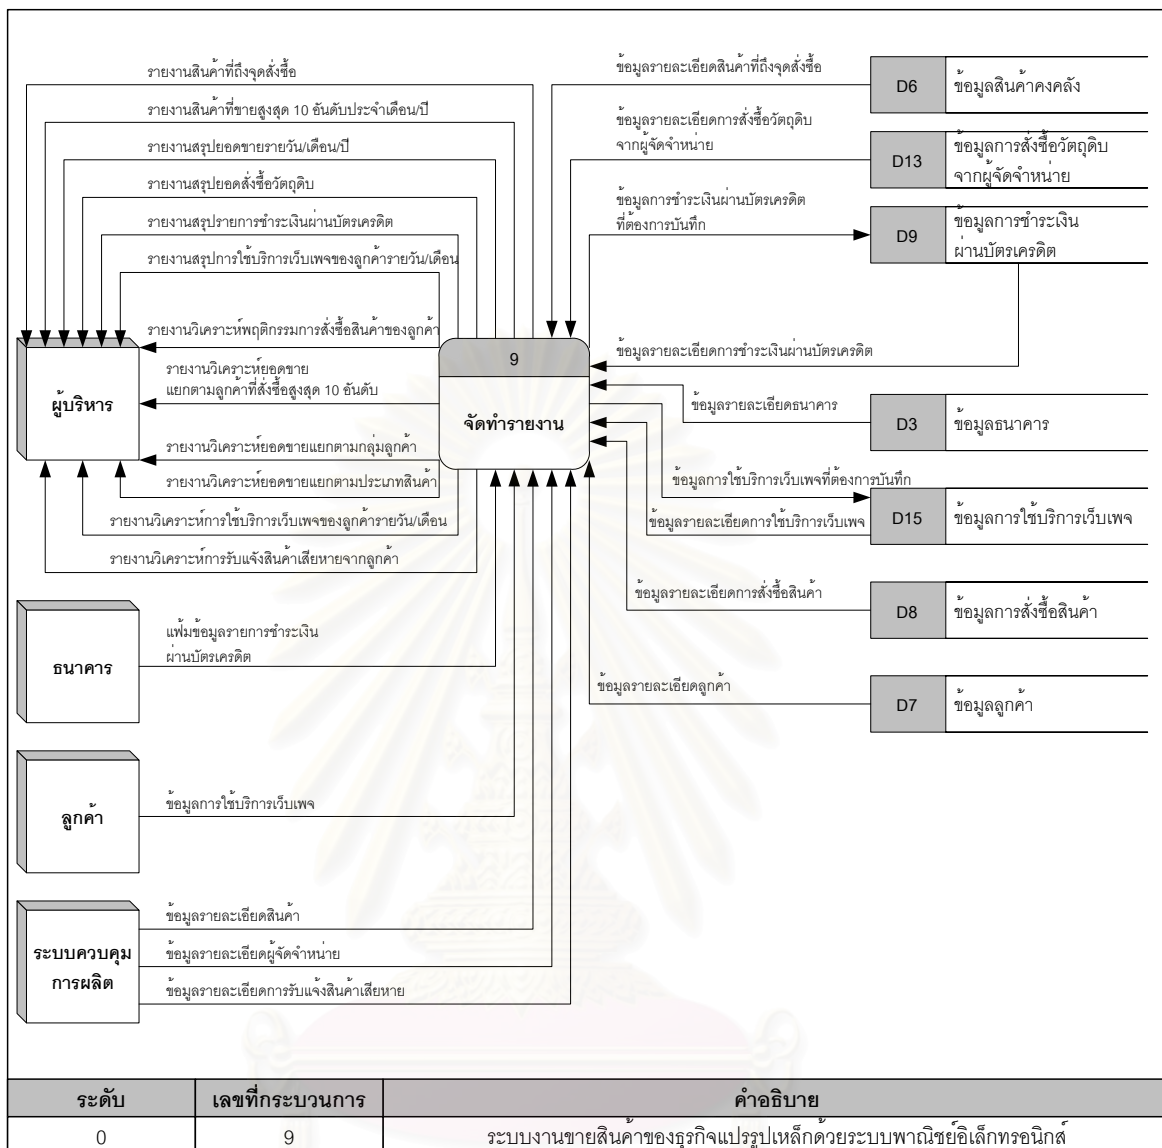 รายงานสินค้าที่ถึงจุดสั่งซื้อ
รายงานสินค้าที่ขายสูงสุด 10 อันดับประจำเดือน/ปี
รายงานสรุปยอดขายรายวัน/เดือน/ปี
รายงานสรุปยอดสั่งซื้อวัตถุดิบ
รายงานสรุปรายการชำระเงินผ่านบัตรเครดิต
รายงานสรุปการใช้บริการเว็บเพจของลูกค้ารายวัน/เดือน
รายงานวิเคราะห์พฤติกรรมการสั่งซื้อสินค้าของลูกค้า
รายงานวิเคราะห์ยอดขาย
แยกตามลูกค้าที่สั่งซื้อสูงสุด 10 อันดับ
รายงานวิเคราะห์ยอดขายแยกตามกลุ่มลูกค้า
รายงานวิเคราะห์ยอดขายแยกตามประเภทสินค้า
รายงานวิเคราะห์การใช้บริการเว็บเพจของลูกค้ารายวัน/เดือน
รายงานวิเคราะห์การรับแจ้งสินค้าเสียหายจากลูกค้า
ผู้บริหาร
9
จัดทำรายงาน
ข้อมูลรายละเอียดสินค้าที่ถึงจุดสั่งซื้อ
D6
ข้อมูลสินค้าคงคลัง
ข้อมูลรายละเอียดการสั่งซื้อวัตถุดิบ
จากผู้จัดจำหน่าย
D13
ข้อมูลการสั่งซื้อวัตถุดิบ
จากผู้จัดจำหน่าย
ข้อมูลการชำระเงินผ่านบัตรเครดิต
ที่ต้องการบันทึก
D9
ข้อมูลการชำระเงิน
ผ่านบัตรเครดิต
ข้อมูลรายละเอียดการชำระเงินผ่านบัตรเครดิต
ข้อมูลรายละเอียดธนาคาร
D3
ข้อมูลธนาคาร
ข้อมูลการใช้บริการเว็บเพจที่ต้องการบันทึก
ข้อมูลรายละเอียดการใช้บริการเว็บเพจ
D15
ข้อมูลการใช้บริการเว็บเพจ
ข้อมูลรายละเอียดการสั่งซื้อสินค้า
D8
ข้อมูลการสั่งซื้อสินค้า
ข้อมูลรายละเอียดลูกค้า
D7
ข้อมูลลูกค้า
ธนาคาร
แฟ้มข้อมูลรายการชำระเงิน
ผ่านบัตรเครดิต
ลูกค้า
ข้อมูลการใช้บริการเว็บเพจ
ระบบควบคุม
การผลิต
ข้อมูลรายละเอียดสินค้า
ข้อมูลรายละเอียดผู้จัดจำหน่าย
ข้อมูลรายละเอียดการรับแจ้งสินค้าเสียหาย
ระดับ เลขที่กระบวนการ คำอธิบาย
0 9 ระบบงานขายสินค้าของธุรกิจแปรรูปเหล็กด้วยระบบพาณิชย์อิเล็กทรอนิกส์